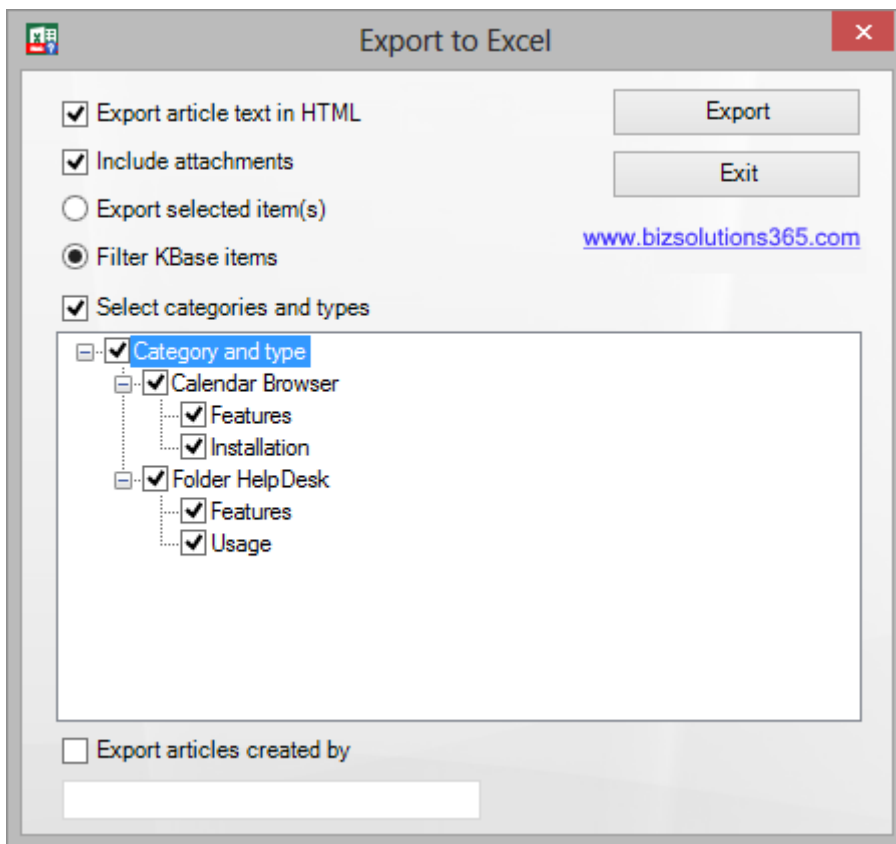 Export to Excel
Export article text in HTML
Export
Include attachments
Exit
Export selected item(s)
www.bizsolutions365.com
Filter KBase items
Select categories and types
Category and type
Calendar Browser
Features
Installation
Folder HelpDesk
Features
Usage
Export articles created by